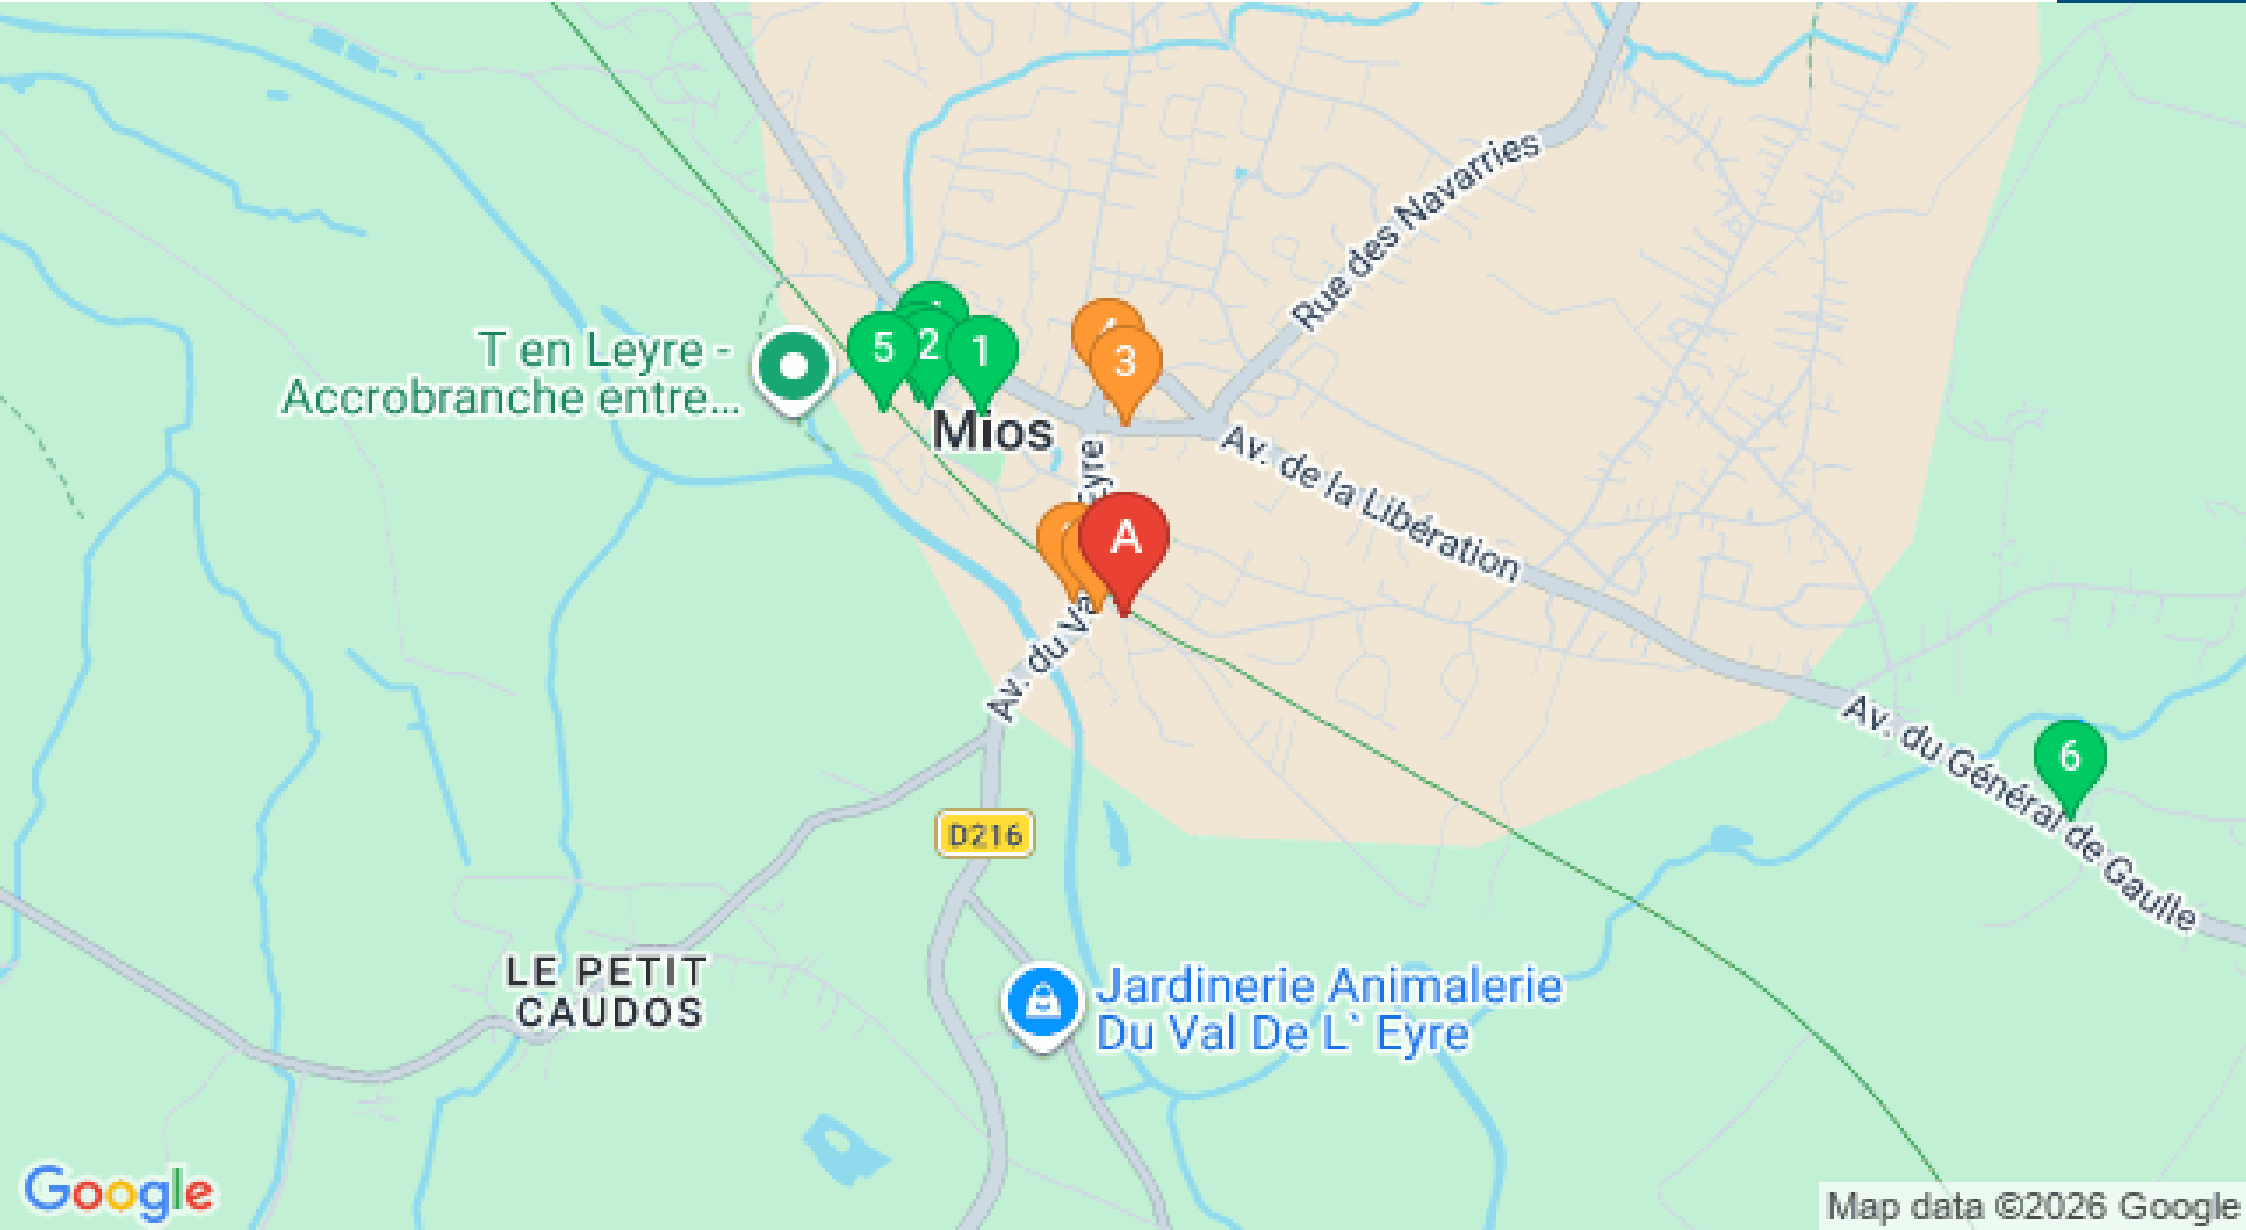 Rue des Navarries
T en Leyre -
Accrobranche entre...
5
2
1
3
Mios
Av. de la Libération
Eyre
A
Av. du Va
Av. du Général de Gaulle
6
D216
LE PETIT
CAUDOS
Jardinerie Animalerie
Du Val De L` Eyre
Google
Map data ©2026 Google